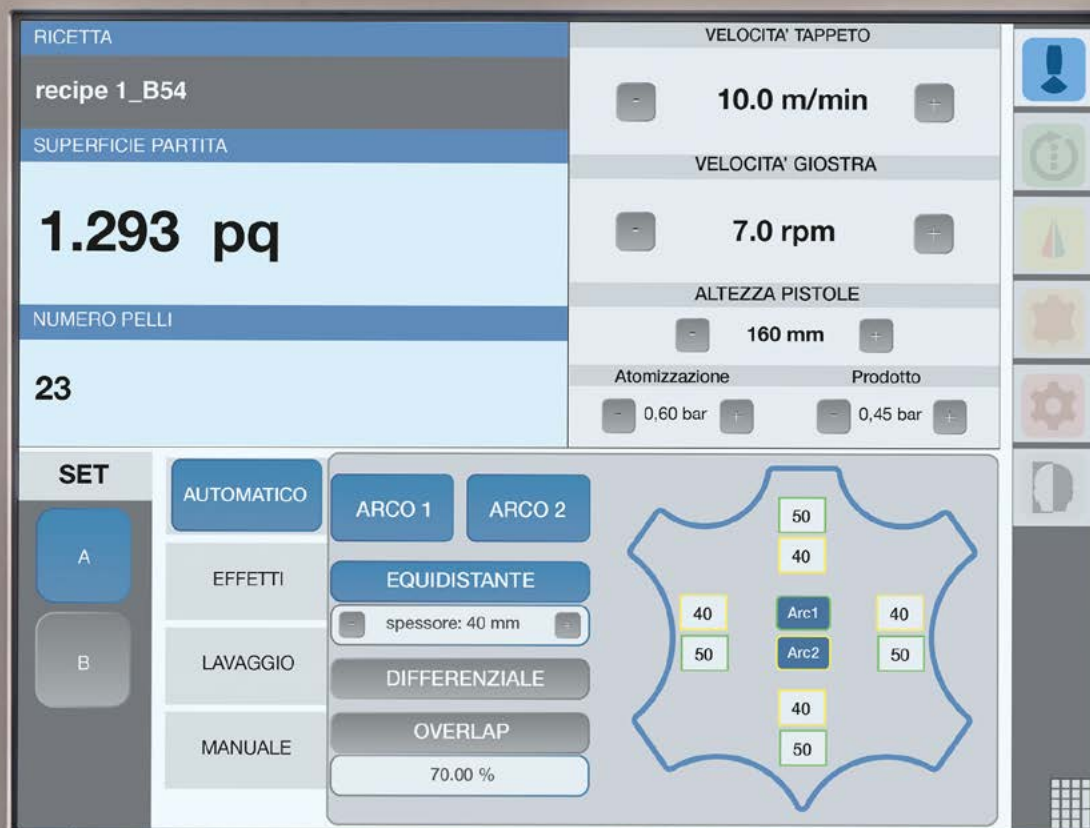 RICETTA
recipe 1_B54
SUPERFICIE PARTITA
1.293 pq
NUMERO PELLI
23
VELOCITA' TAPPETO
- 10.0 m/min +
VELOCITA' GIOSTRA
- 7.0 rpm +
ALTEZZA PISTOLE
- 160 mm +
Atomizzazione Prodotto
- 0,60 bar + - 0,45 bar +
SET
A
B
AUTOMATICO
EFFETTI
LAVAGGIO
MANUALE
ARCO 1 ARCO 2
EQUIDISTANTE
- spessore: 40 mm +
DIFFERENZIALE
OVERLAP
70.00 %
50
40
40 Arc1 40
50 Arc2 50
40
50